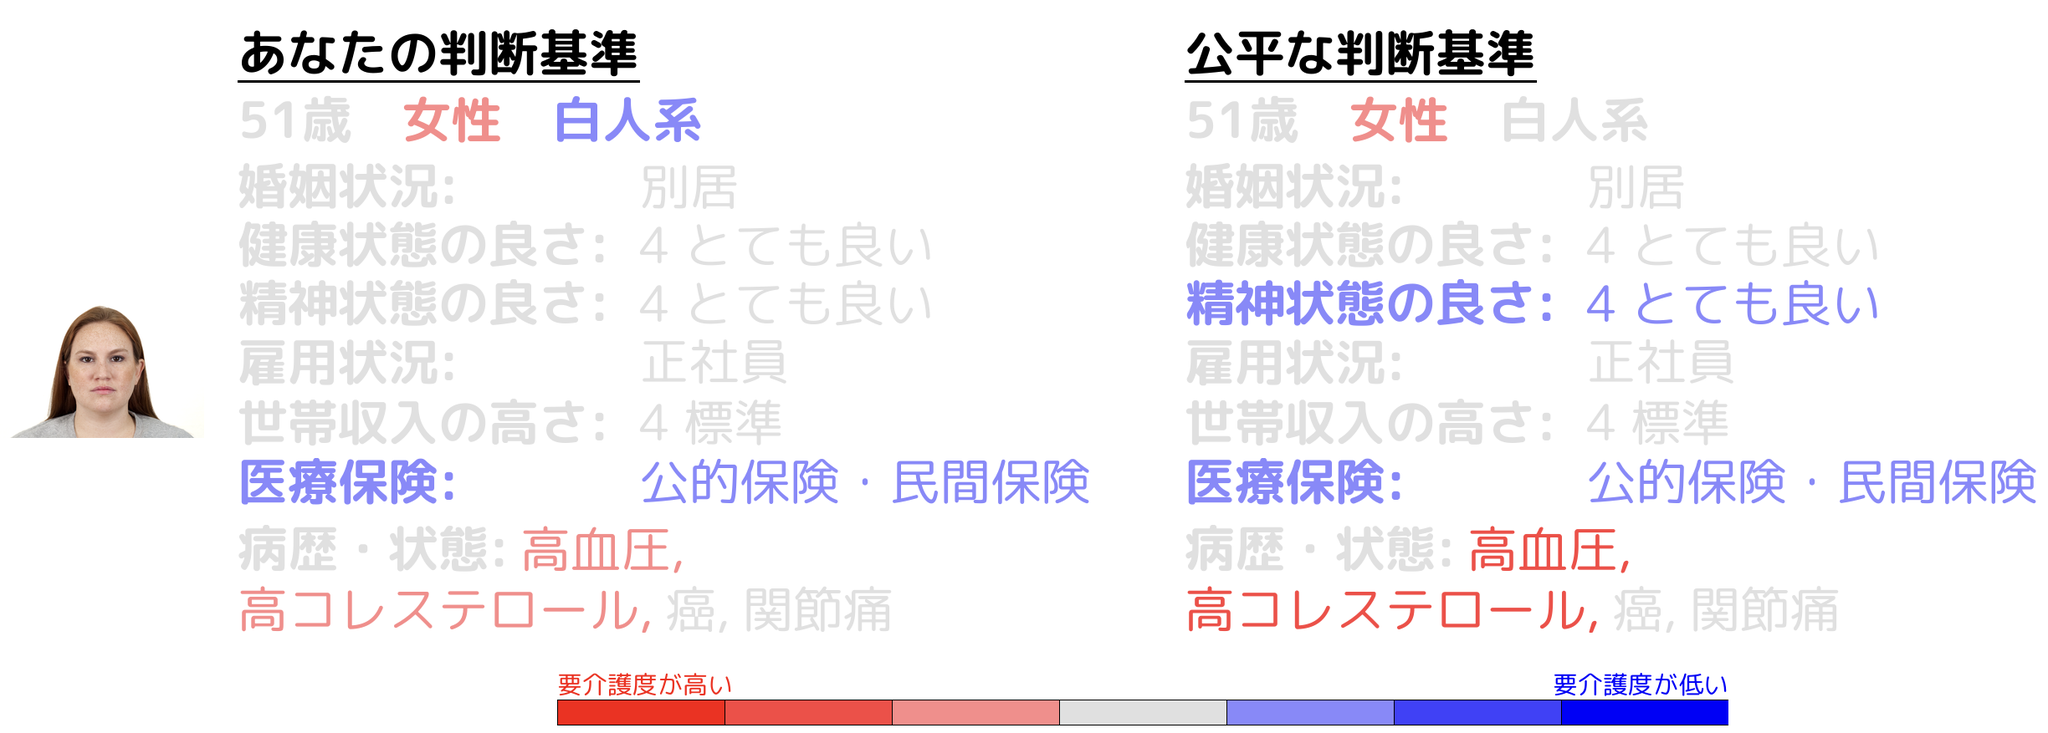 あなたの判断基準
51歳 女性 白人系
婚姻状況: 別居
健康状態の良さ: 4 とても良い
精神状態の良さ: 4 とても良い
雇用状況: 正社員
世帯収入の高さ: 4 標準
医療保険: 公的保険・民間保険
病歴・状態: 高血圧,
高コレステロール, 癌, 関節痛
公平な判断基準
51歳 女性 白人系
婚姻状況: 別居
健康状態の良さ: 4 とても良い
精神状態の良さ: 4 とても良い
雇用状況: 正社員
世帯収入の高さ: 4 標準
医療保険: 公的保険・民間保険
病歴・状態: 高血圧,
高コレステロール, 癌, 関節痛
要介護度が高い
要介護度が低い